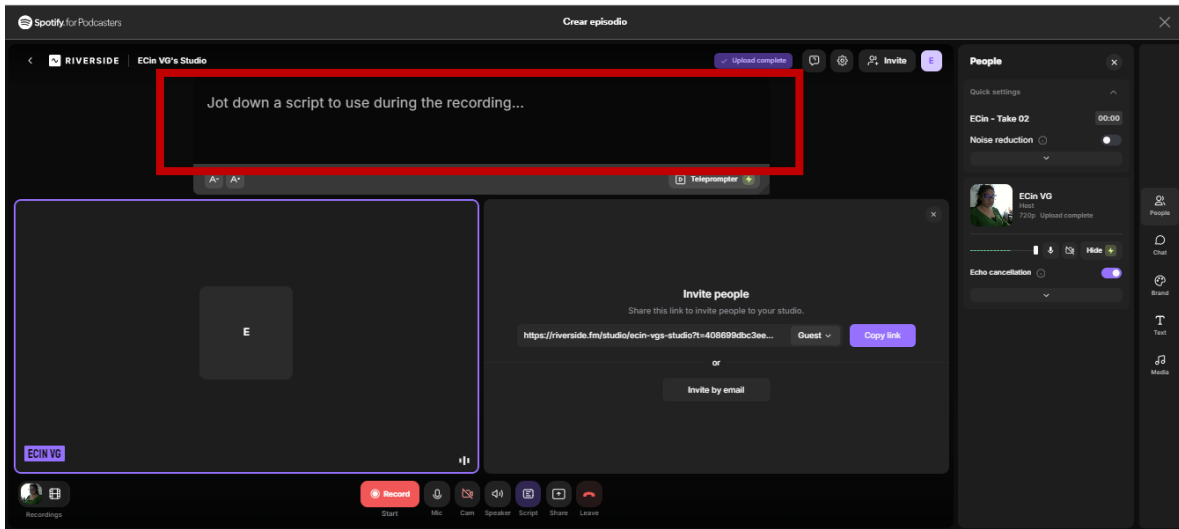 Spotify for Podcasters
Crear episodio
RIVERSIDE
ECin VG's Studio
Upload complete
Invite
E
Jot down a script to use during the recording...
A- A+
Teleprompter
E
ECIN VG
Invite people
Share this link to invite people to your studio.
https://riverside.fm/studio/ecin-vgs-studio?t=408699dbc3ee...
Guest
Copy link
or
Invite by email
People
Quick settings
ECin - Take 02
00:00
Noise reduction
ECin VG
Host
720p Upload complete
Hide
Echo cancellation
People
Chat
Brand
T
Text
Media
Recordings
Record
Start
Mic
Cam
Speaker
Script
Share
Leave